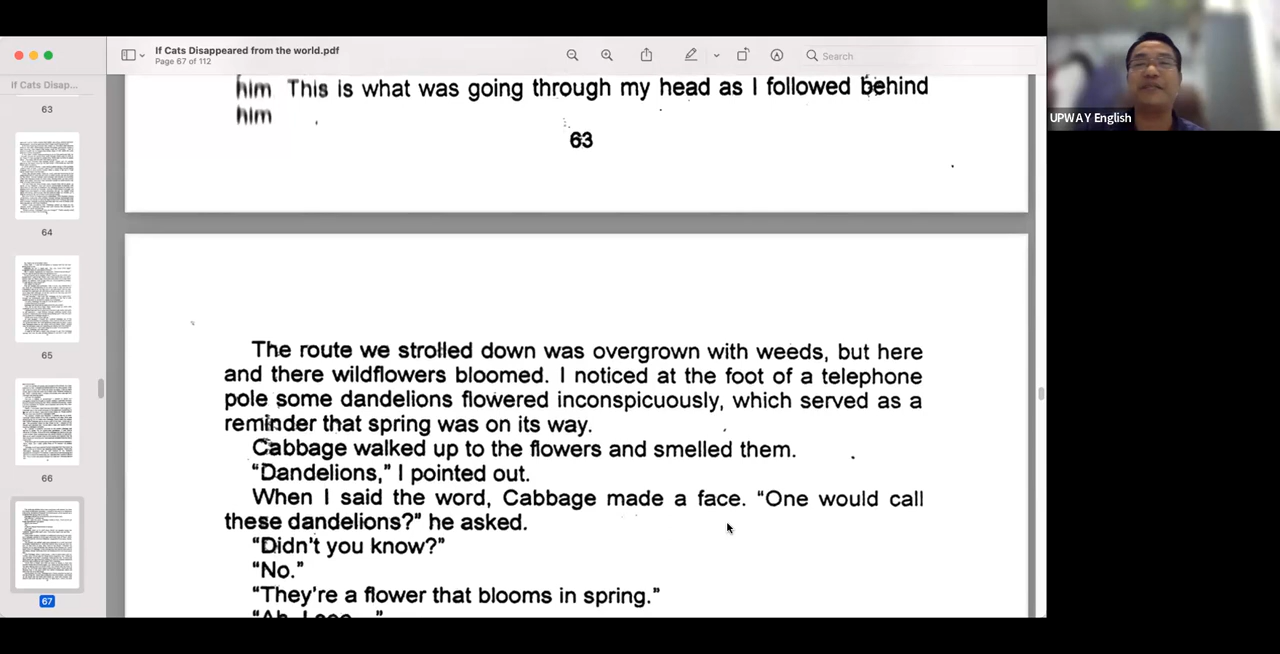 If Cats Disappeared from the world.pdf
Page 67 of 112
Search
If Cats Disap...
63
64
65
66
67
him This is what was going through my head as I followed behind
him
63
The route we strolled down was overgrown with weeds, but here
and there wildflowers bloomed. I noticed at the foot of a telephone
pole some dandelions flowered inconspicuously, which served as a
reminder that spring was on its way.
Cabbage walked up to the flowers and smelled them.
“Dandelions,” I pointed out.
When I said the word, Cabbage made a face. “One would call
these dandelions?” he asked.
“Didn't you know?”
“No.”
“They're a flower that blooms in spring.”
UPWAY English